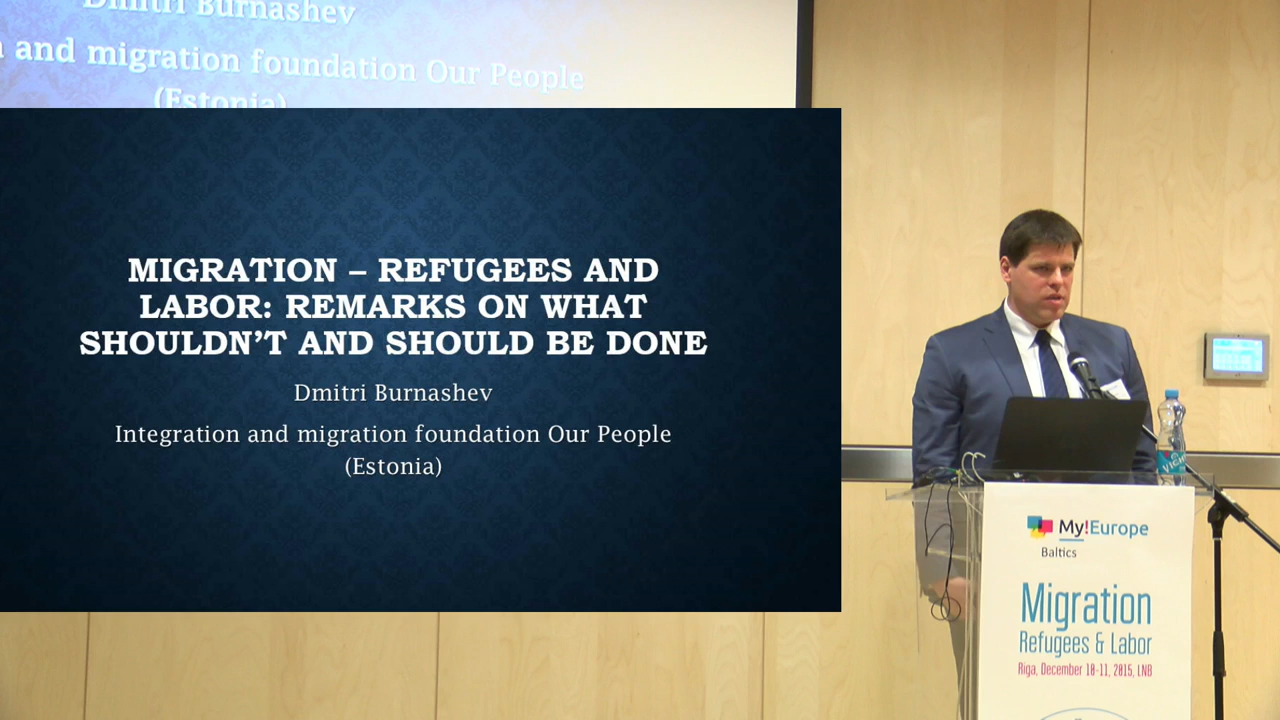 Dmitri Burnashev
and migration foundation Our People
(Estonia)
MIGRATION – REFUGEES AND
LABOR: REMARKS ON WHAT
SHOULDN'T AND SHOULD BE DONE
Dmitri Burnashev
Integration and migration foundation Our People
(Estonia)
My!Europe
Baltics
Migration
Refugees & Labor
Riga, December 10-11, 2015, LNB